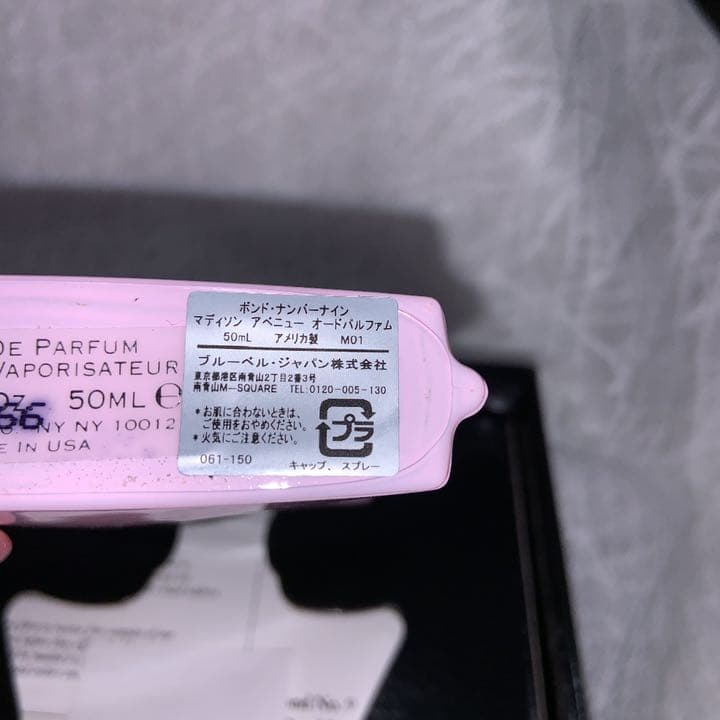 DE PARFUM
VAPORISATEUR
OZ 50ML ℮
66
NY NY 10012
E IN USA
ボンド・ナンバーナイン
マディソン アベニュー オードパルファム
50mL アメリカ製 M01
ブルーベル・ジャパン株式会社
東京都港区南青山2丁目2番3号
南青山M-SQUARE TEL:0120-005-130
*お肌に合わないときは、
ご使用をおやめください。
*火気にご注意ください。
プラ
061-150 キャップ、スプレー